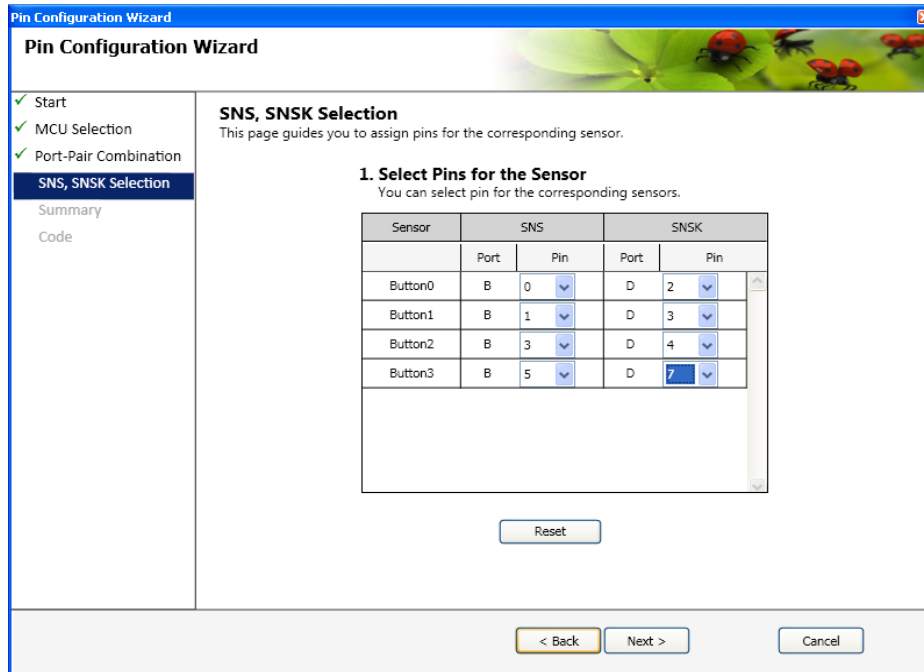 Pin Configuration Wizard
Pin Configuration Wizard
Start
MCU Selection
Port-Pair Combination
SNS, SNSK Selection
Summary
Code
SNS, SNSK Selection
This page guides you to assign pins for the corresponding sensor.
1. Select Pins for the Sensor
You can select pin for the corresponding sensors.
Sensor SNS SNSK
Port Pin Port Pin
Button0 B 0 D 2
Button1 B 1 D 3
Button2 B 3 D 4
Button3 B 5 D 7
Reset
< Back Next > Cancel